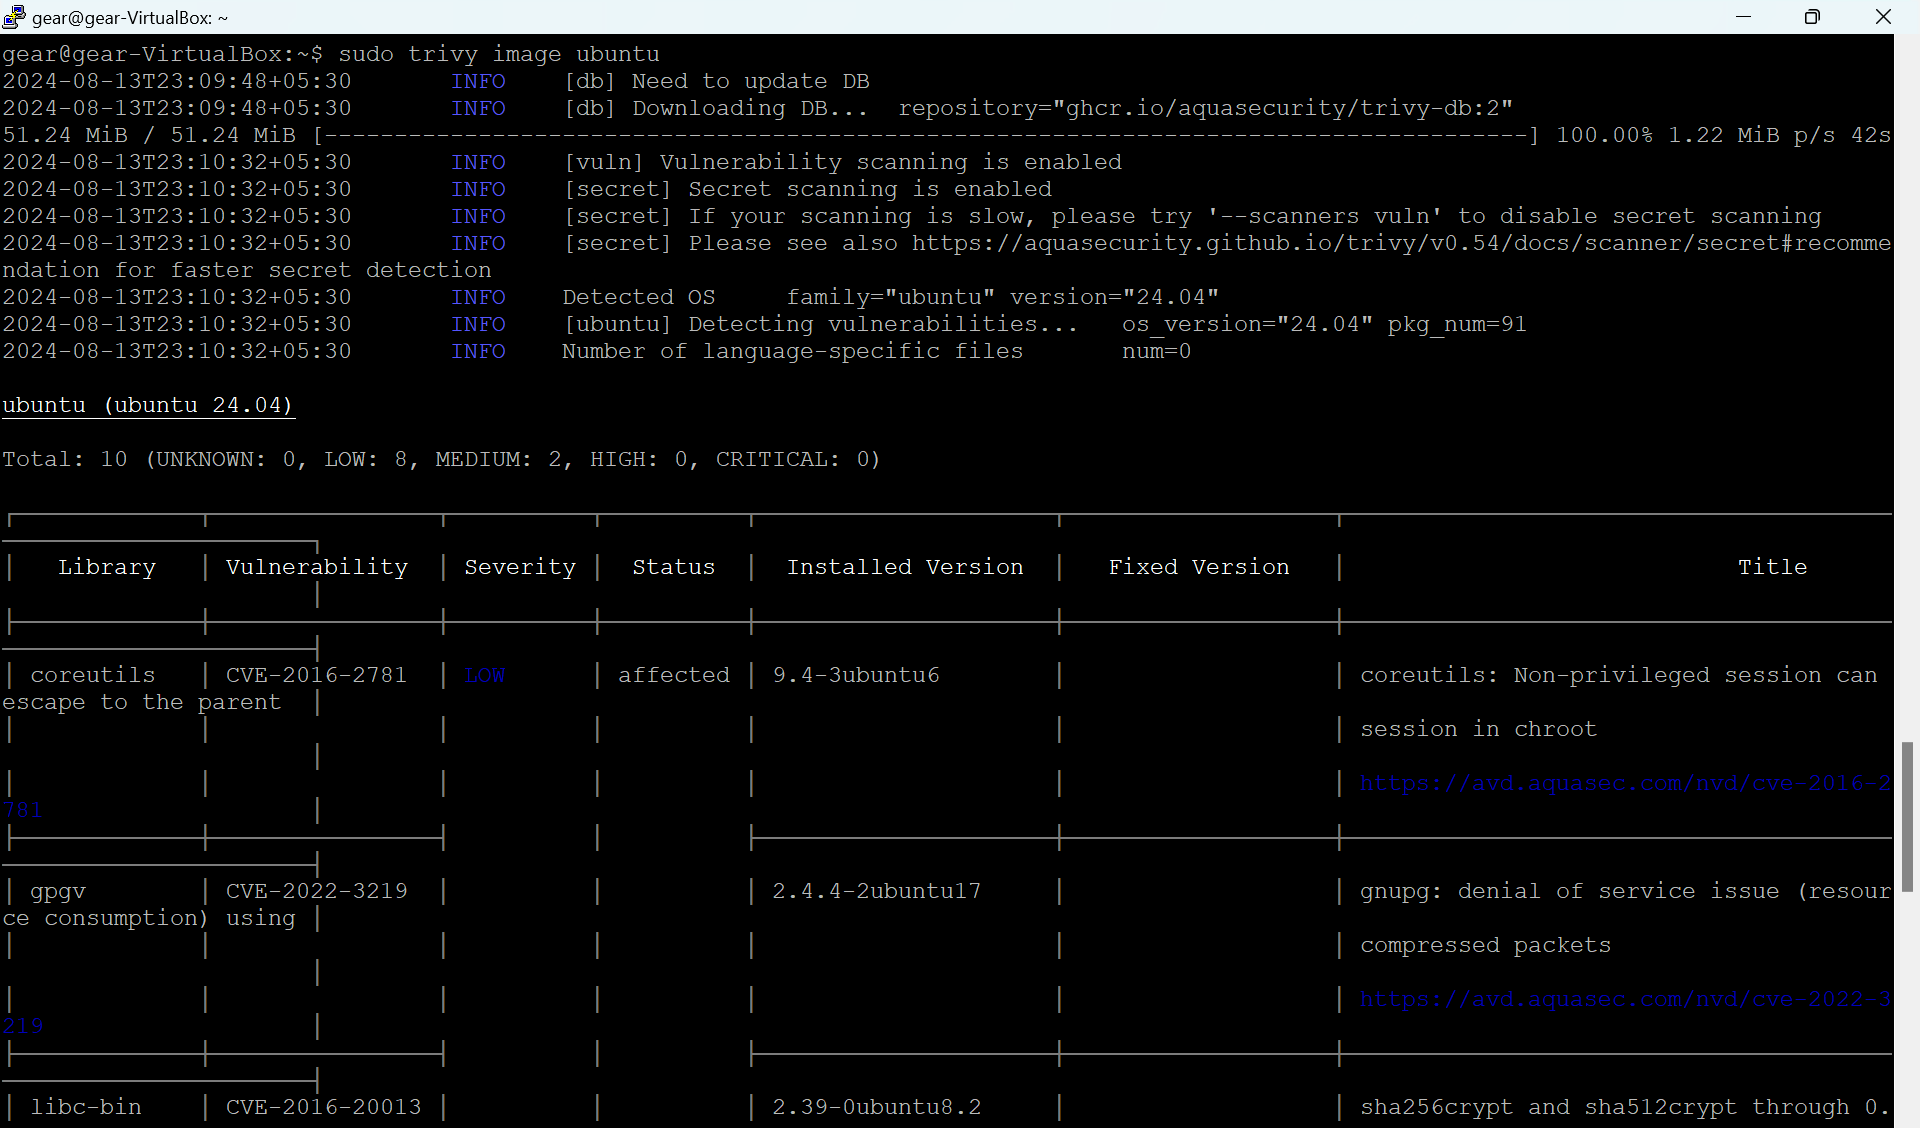 gear@gear-VirtualBox: ~
gear@gear-VirtualBox:~$ sudo trivy image ubuntu
2024-08-13T23:09:48+05:30 INFO [db] Need to update DB
2024-08-13T23:09:48+05:30 INFO [db] Downloading DB... repository="ghcr.io/aquasecurity/trivy-db:2"
51.24 MiB / 51.24 MiB [--------------------------------------------------------------------------------------] 100.00% 1.22 MiB p/s 42s
2024-08-13T23:10:32+05:30 INFO [vuln] Vulnerability scanning is enabled
2024-08-13T23:10:32+05:30 INFO [secret] Secret scanning is enabled
2024-08-13T23:10:32+05:30 INFO [secret] If your scanning is slow, please try '--scanners vuln' to disable secret scanning
2024-08-13T23:10:32+05:30 INFO [secret] Please see also https://aquasecurity.github.io/trivy/v0.54/docs/scanner/secret#recomme
ndation for faster secret detection
2024-08-13T23:10:32+05:30 INFO Detected OS family="ubuntu" version="24.04"
2024-08-13T23:10:32+05:30 INFO [ubuntu] Detecting vulnerabilities... os_version="24.04" pkg_num=91
2024-08-13T23:10:32+05:30 INFO Number of language-specific files num=0
ubuntu (ubuntu 24.04)
Total: 10 (UNKNOWN: 0, LOW: 8, MEDIUM: 2, HIGH: 0, CRITICAL: 0)
Library Vulnerability Severity Status Installed Version Fixed Version Title
coreutils CVE-2016-2781 LOW affected 9.4-3ubuntu6 coreutils: Non-privileged session can
escape to the parent
session in chroot
https://avd.aquasec.com/nvd/cve-2016-2
781
gpgv CVE-2022-3219 2.4.4-2ubuntu17 gnupg: denial of service issue (resour
ce consumption) using
compressed packets
https://avd.aquasec.com/nvd/cve-2022-3
219
libc-bin CVE-2016-20013 2.39-0ubuntu8.2 sha256crypt and sha512crypt through 0.